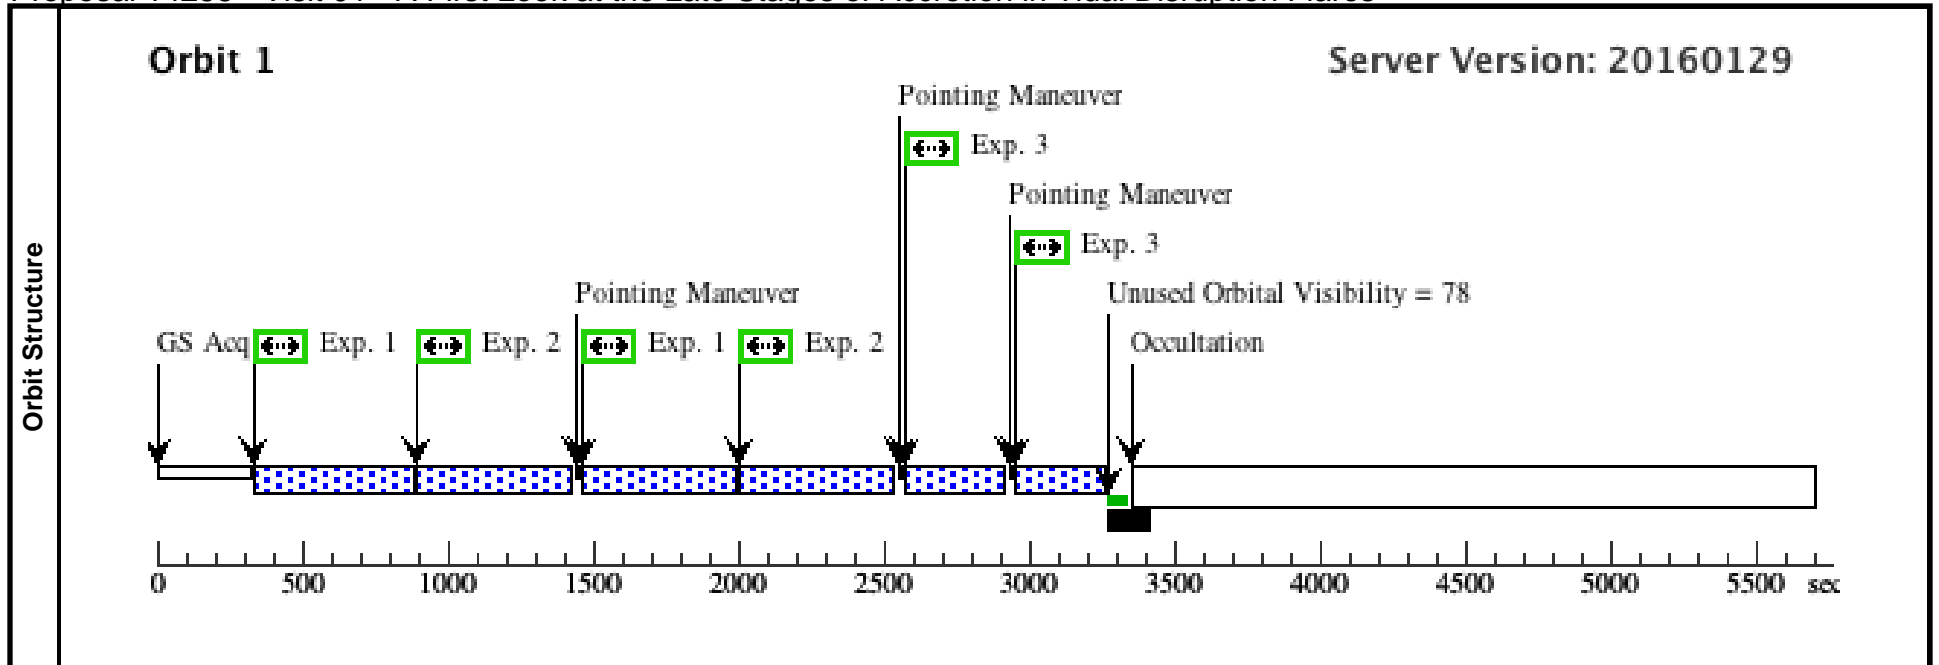 Orbit 1
Server Version: 20160129
Pointing Maneuver
Exp. 3
Pointing Maneuver
Exp. 3
Pointing Maneuver
Unused Orbital Visibility = 78
GS Acq
Exp. 1
Exp. 2
Exp. 1
Exp. 2
Occultation
Orbit Structure
0 500 1000 1500 2000 2500 3000 3500 4000 4500 5000 5500 sec